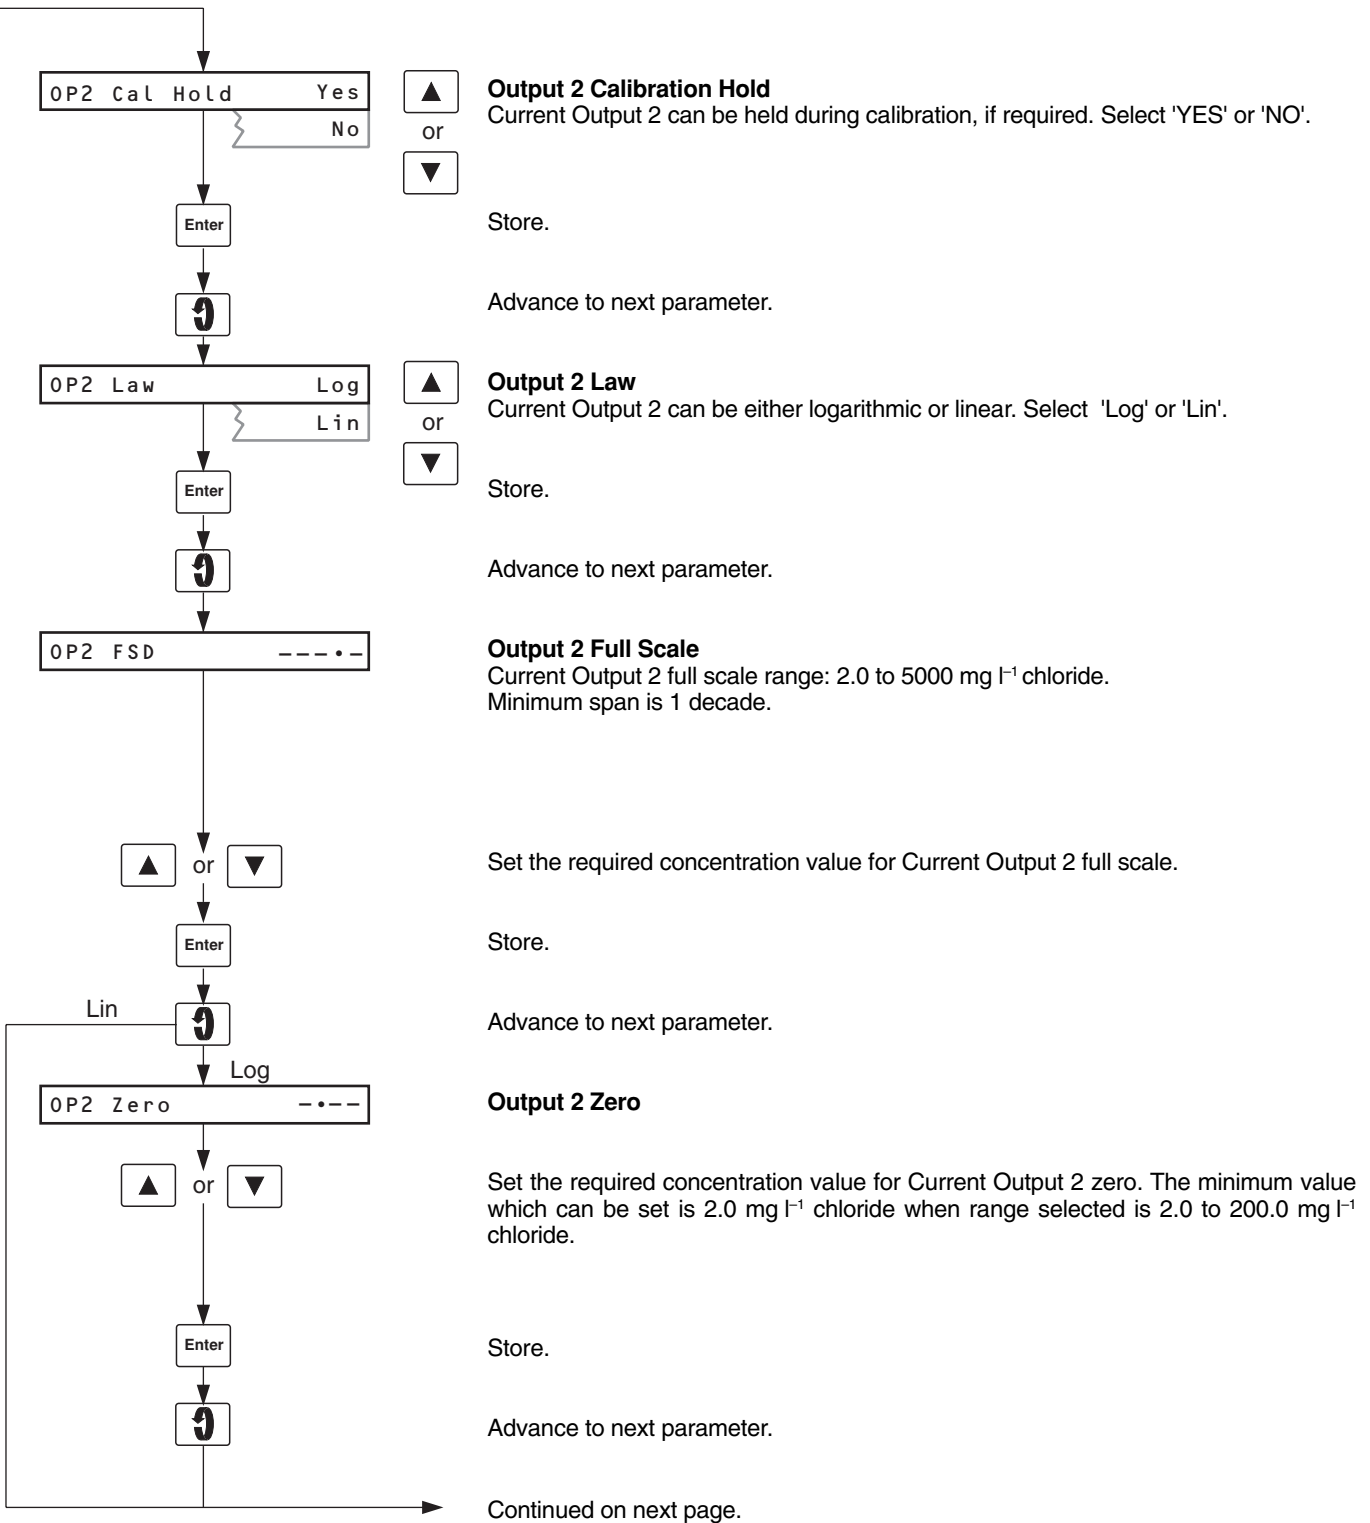 OP2 Cal Hold Yes
No
▲
or
▼
Output 2 Calibration Hold
Current Output 2 can be held during calibration, if required. Select 'YES' or 'NO'.
Enter
Store.
Advance to next parameter.
OP2 Law Log
Lin
▲
or
▼
Output 2 Law
Current Output 2 can be either logarithmic or linear. Select 'Log' or 'Lin'.
Enter
Store.
Advance to next parameter.
OP2 FSD –––•–
Output 2 Full Scale
Current Output 2 full scale range: 2.0 to 5000 mg l⁻¹ chloride.
Minimum span is 1 decade.
▲ or ▼
Set the required concentration value for Current Output 2 full scale.
Enter
Store.
Lin
Advance to next parameter.
Log
OP2 Zero –•––
Output 2 Zero
▲ or ▼
Set the required concentration value for Current Output 2 zero. The minimum value
which can be set is 2.0 mg l⁻¹ chloride when range selected is 2.0 to 200.0 mg l⁻¹
chloride.
Enter
Store.
Advance to next parameter.
Continued on next page.